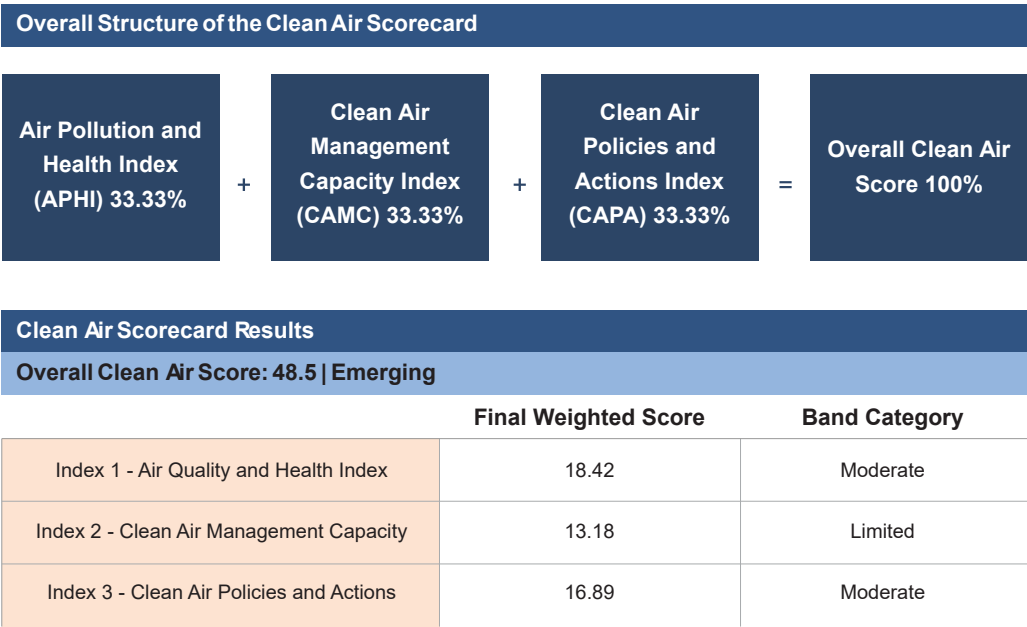 Overall Structure of the Clean Air Scorecard
Air Pollution and
Health Index
(APHI) 33.33%
+
Clean Air
Management
Capacity Index
(CAMC) 33.33%
+
Clean Air
Policies and
Actions Index
(CAPA) 33.33%
=
Overall Clean Air
Score 100%
Clean Air Scorecard Results
Overall Clean Air Score: 48.5 | Emerging
Final Weighted Score Band Category
Index 1 - Air Quality and Health Index 18.42 Moderate
Index 2 - Clean Air Management Capacity 13.18 Limited
Index 3 - Clean Air Policies and Actions 16.89 Moderate